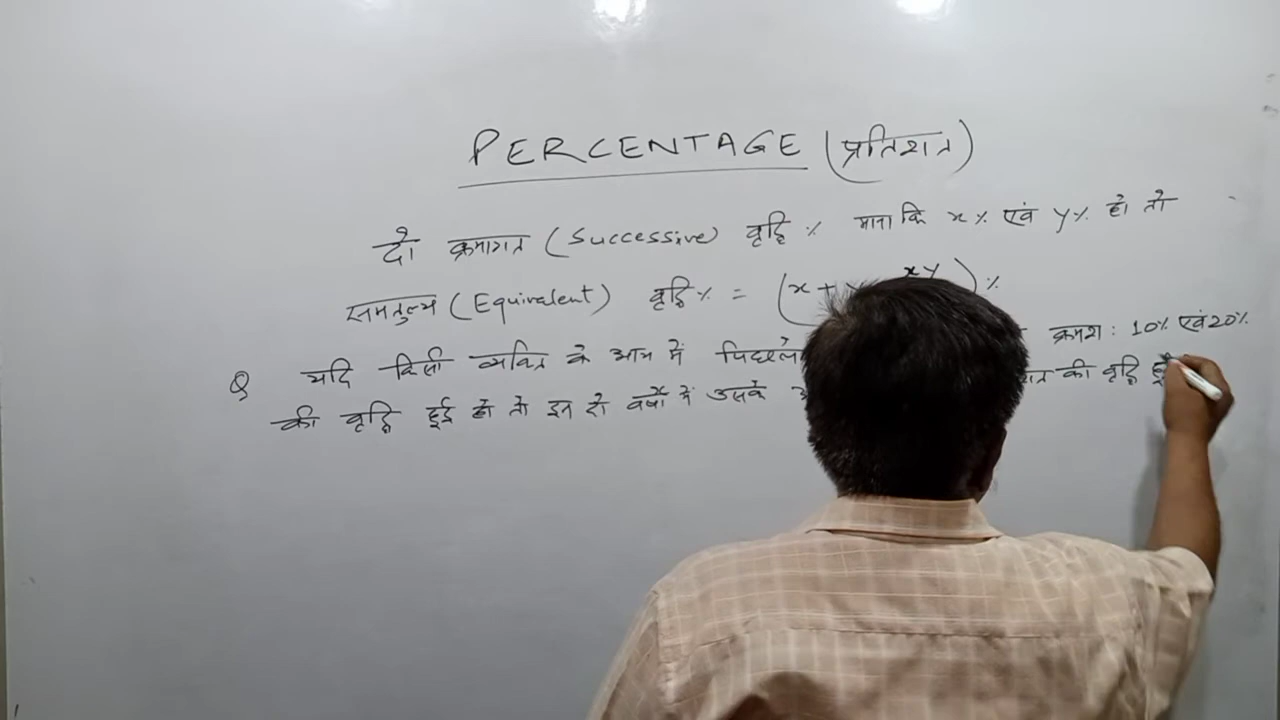 PERCENTAGE (प्रतिशत)
दो क्रमागत (Successive) वृद्धि % माना कि x% एवं y% हो तो
समतुल्य (Equivalent) वृद्धि % = (x + y xy)%
Q यदि किसी व्यक्ति के आय में पिछले क्रमशः 10% एवं 20%
की वृद्धि हुई हो तो इन दो वर्षों में उसके की वृद्धि हुई